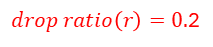 drop ratio(r) = 0.2